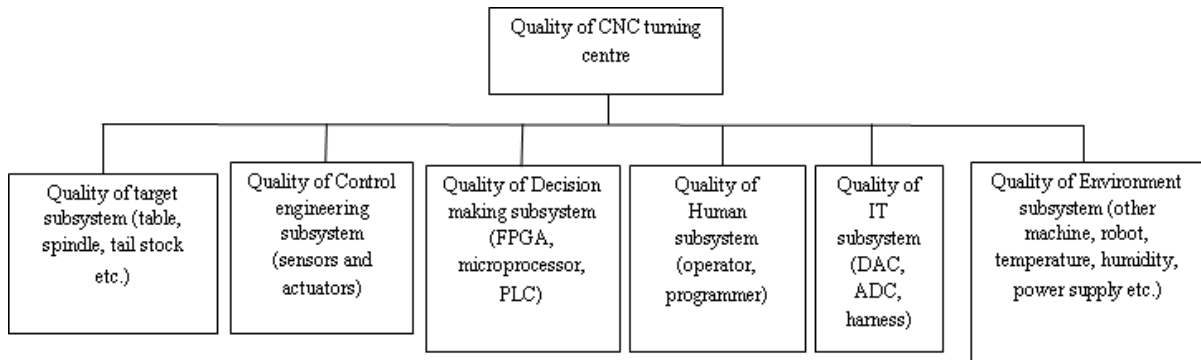 Quality of CNC turning
centre
Quality of target
subsystem (table,
spindle, tail stock
etc.)
Quality of Control
engineering
subsystem
(sensors and
actuators)
Quality of Decision
making subsystem
(FPGA,
microprocessor,
PLC)
Quality of
Human
subsystem
(operator,
programmer)
Quality of
IT
subsystem
(DAC,
ADC,
harness)
Quality of Environment
subsystem (other
machine, robot,
temperature, humidity,
power supply etc.)